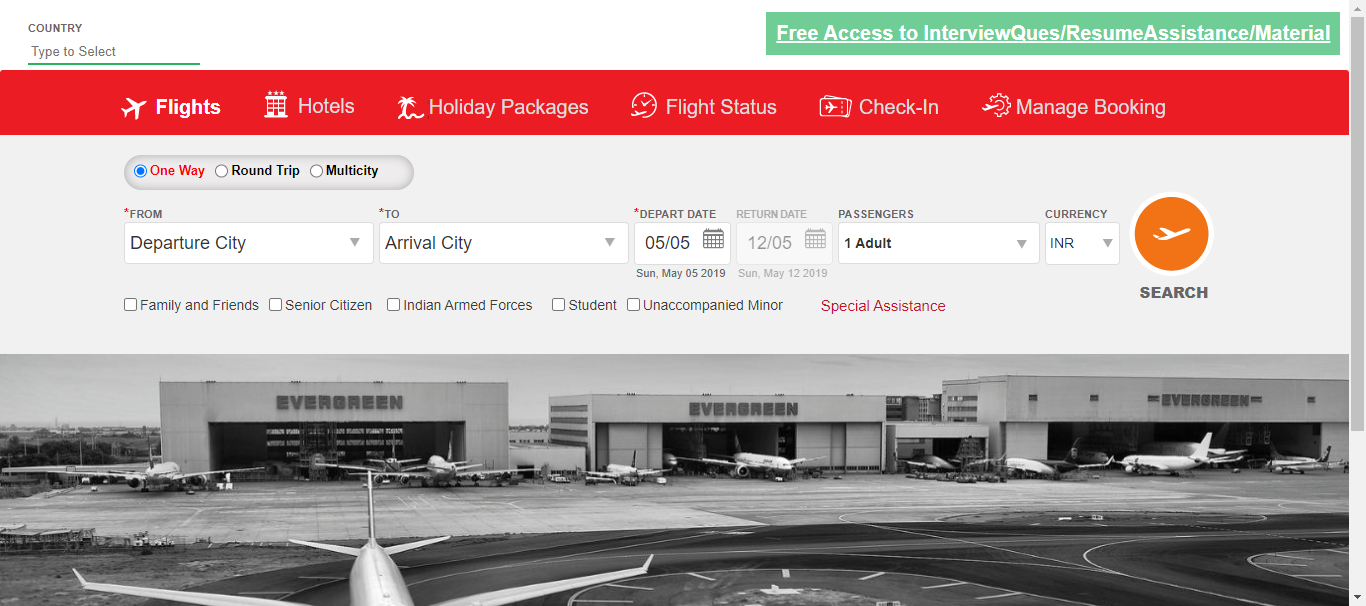 COUNTRY
Type to Select
Free Access to InterviewQues/ResumeAssistance/Material
Flights Hotels Holiday Packages Flight Status Check-In Manage Booking
One Way Round Trip Multicity
*FROM *TO *DEPART DATE RETURN DATE PASSENGERS CURRENCY
Departure City Arrival City 05/05 12/05 1 Adult INR
Sun, May 05 2019 Sun, May 12 2019
SEARCH
Family and Friends Senior Citizen Indian Armed Forces Student Unaccompanied Minor Special Assistance
EVERGREEN EVERGREEN EVERGREEN